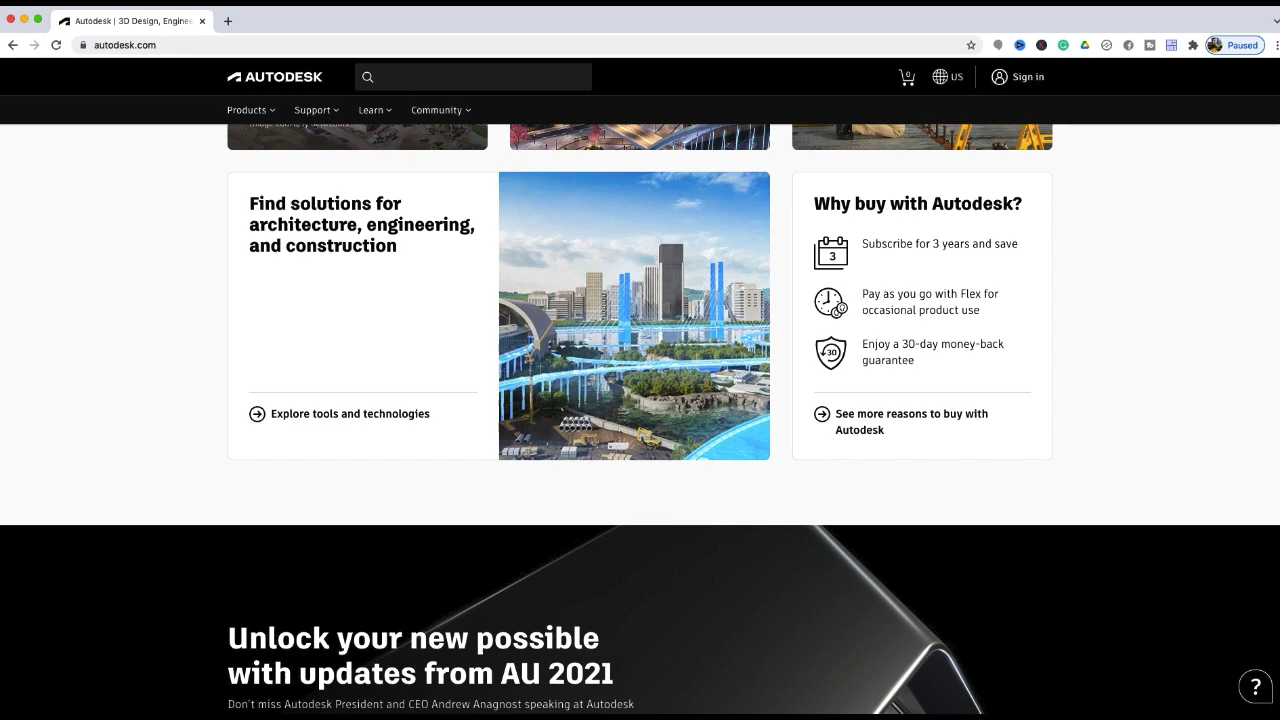 Autodesk | 3D Design, Enginee
autodesk.com
Paused
AUTODESK
0
US
Sign in
Products
Support
Learn
Community
Find solutions for
architecture, engineering,
and construction
Explore tools and technologies
Why buy with Autodesk?
3
Subscribe for 3 years and save
Pay as you go with Flex for
occasional product use
30
Enjoy a 30-day money-back
guarantee
See more reasons to buy with
Autodesk
Unlock your new possible
with updates from AU 2021
Don't miss Autodesk President and CEO Andrew Anagnost speaking at Autodesk
?